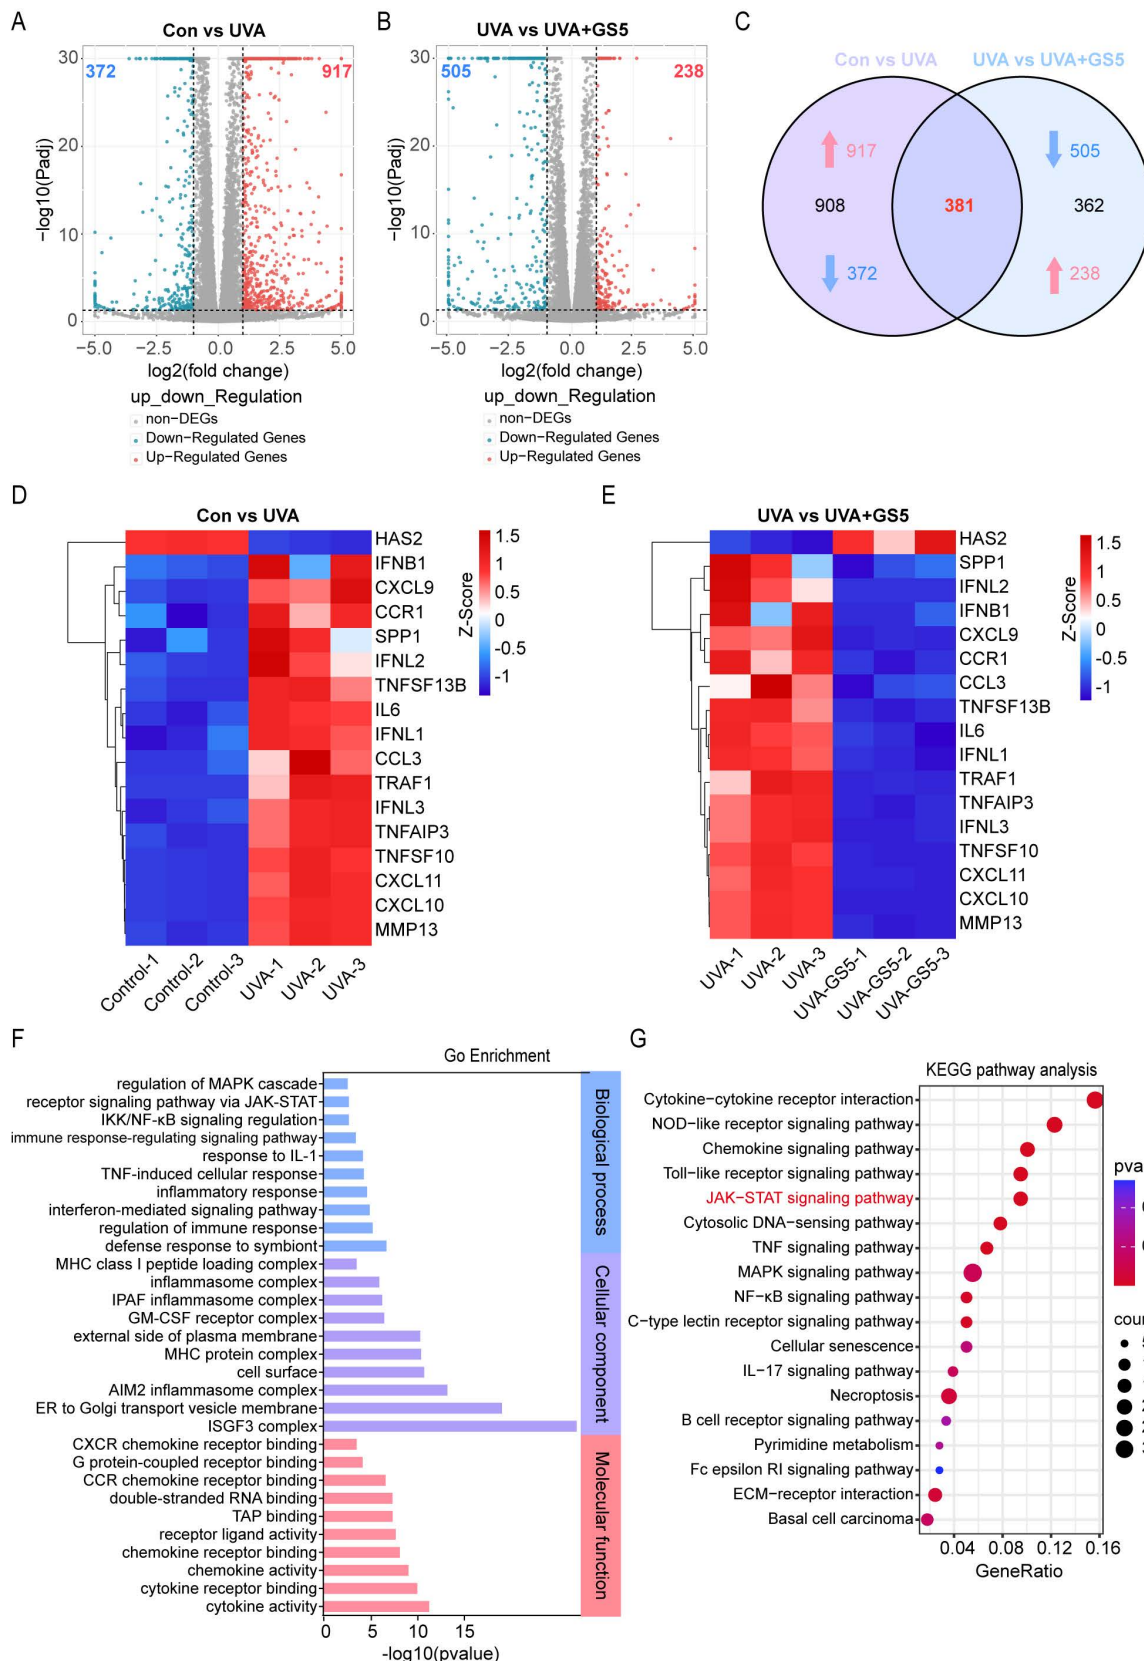 A
Con vs UVA
372
917
30
20
10
0
−log10(Padj)
−5.0
−2.5
0.0
2.5
5.0
log2(fold change)
up_down_Regulation
non−DEGs
Down−Regulated Genes
Up−Regulated Genes
B
UVA vs UVA+GS5
505
238
30
20
10
0
−log10(Padj)
−5.0
−2.5
0.0
2.5
5.0
log2(fold change)
up_down_Regulation
non−DEGs
Down−Regulated Genes
Up−Regulated Genes
C
Con vs UVA
UVA vs UVA+GS5
917
505
908
381
362
372
238
D
Con vs UVA
HAS2
IFNB1
CXCL9
CCR1
SPP1
IFNL2
TNFSF13B
IL6
IFNL1
CCL3
TRAF1
IFNL3
TNFAIP3
TNFSF10
CXCL11
CXCL10
MMP13
Control-1
Control-2
Control-3
UVA-1
UVA-2
UVA-3
Z-Score
1.5
1
0.5
0
-0.5
-1
E
UVA vs UVA+GS5
HAS2
SPP1
IFNL2
IFNB1
CXCL9
CCR1
CCL3
TNFSF13B
IL6
IFNL1
TRAF1
TNFAIP3
IFNL3
TNFSF10
CXCL11
CXCL10
MMP13
UVA-1
UVA-2
UVA-3
UVA-GS5-1
UVA-GS5-2
UVA-GS5-3
Z-Score
1.5
1
0.5
0
-0.5
-1
F
Go Enrichment
regulation of MAPK cascade
receptor signaling pathway via JAK-STAT
IKK/NF-κB signaling regulation
immune response-regulating signaling pathway
response to IL-1
TNF-induced cellular response
inflammatory response
interferon-mediated signaling pathway
regulation of immune response
defense response to symbiont
MHC class I peptide loading complex
inflammasome complex
IPAF inflammasome complex
GM-CSF receptor complex
external side of plasma membrane
MHC protein complex
cell surface
AIM2 inflammasome complex
ER to Golgi transport vesicle membrane
ISGF3 complex
CXCR chemokine receptor binding
G protein-coupled receptor binding
CCR chemokine receptor binding
double-stranded RNA binding
TAP binding
receptor ligand activity
chemokine receptor binding
chemokine activity
cytokine receptor binding
cytokine activity
Biological process
Cellular component
Molecular function
0
5
10
15
-log10(pvalue)
G
KEGG pathway analysis
Cytokine−cytokine receptor interaction
NOD−like receptor signaling pathway
Chemokine signaling pathway
Toll−like receptor signaling pathway
JAK−STAT signaling pathway
Cytosolic DNA−sensing pathway
TNF signaling pathway
MAPK signaling pathway
NF−κB signaling pathway
C−type lectin receptor signaling pathway
Cellular senescence
IL−17 signaling pathway
Necroptosis
B cell receptor signaling pathway
Pyrimidine metabolism
Fc epsilon RI signaling pathway
ECM−receptor interaction
Basal cell carcinoma
0.04
0.08
0.12
0.16
GeneRatio